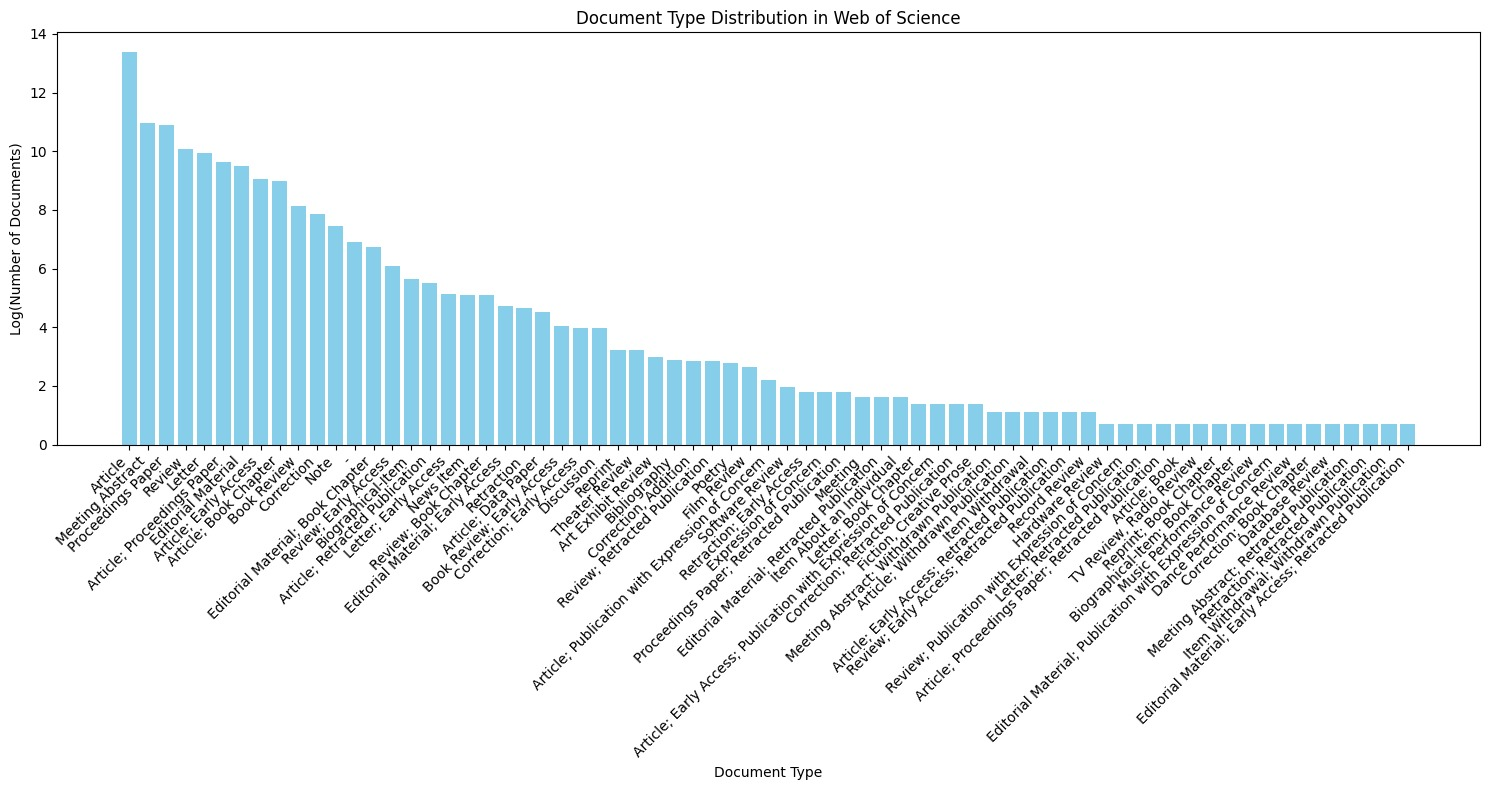 Document Type Distribution in Web of Science
Log(Number of Documents)
14
12
10
8
6
4
2
0
Article
Meeting Abstract
Proceedings Paper
Review
Letter
Article; Proceedings Paper
Editorial Material
Article; Early Access
Article; Book Chapter
Book Review
Correction
Note
-
Editorial Material; Book Chapter
Review; Early Access
Biographical-Item
Article; Retracted Publication
Letter; Early Access
News Item
Review; Book Chapter
Editorial Material; Early Access
Retraction
Article; Data Paper
Book Review; Early Access
Correction; Early Access
Discussion
Reprint
Theater Review
Art Exhibit Review
Bibliography
Correction, Addition
Review; Retracted Publication
Poetry
Film Review
Article; Publication with Expression of Concern
Software Review
Retraction; Early Access
Expression of Concern
Proceedings Paper; Retracted Publication
Meeting
Editorial Material; Retracted Publication
Item About an Individual
Letter; Book Chapter
Article; Early Access; Publication with Expression of Concern
Correction; Retracted Publication
Fiction, Creative Prose
Meeting Abstract; Withdrawn Publication
Article; Withdrawn Publication
Item Withdrawal
Article; Early Access; Retracted Publication
Review; Early Access; Retracted Publication
Record Review
Hardware Review
Review; Publication with Expression of Concern
Letter; Retracted Publication
Article; Proceedings Paper; Retracted Publication
Article; Book
TV Review, Radio Review
Reprint; Book Chapter
Biographical-Item; Book Chapter
Music Performance Review
Editorial Material; Publication with Expression of Concern
Dance Performance Review
Correction; Book Chapter
Database Review
Meeting Abstract; Retracted Publication
Retraction; Retracted Publication
Item Withdrawal; Withdrawn Publication
Editorial Material; Early Access; Retracted Publication
Document Type